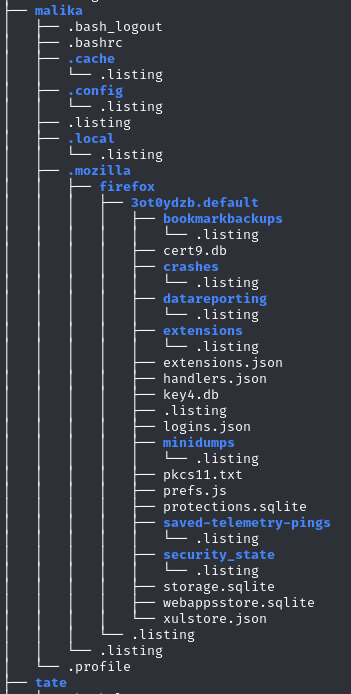 malika
.bash_logout
.bashrc
.cache
.listing
.config
.listing
.listing
.local
.listing
.mozilla
firefox
3ot0ydzb.default
bookmarkbackups
.listing
cert9.db
crashes
.listing
datareporting
.listing
extensions
.listing
extensions.json
handlers.json
key4.db
.listing
logins.json
minidumps
.listing
pkcs11.txt
prefs.js
protections.sqlite
saved-telemetry-pings
.listing
security_state
.listing
storage.sqlite
webappsstore.sqlite
xulstore.json
.listing
.listing
.profile
tate